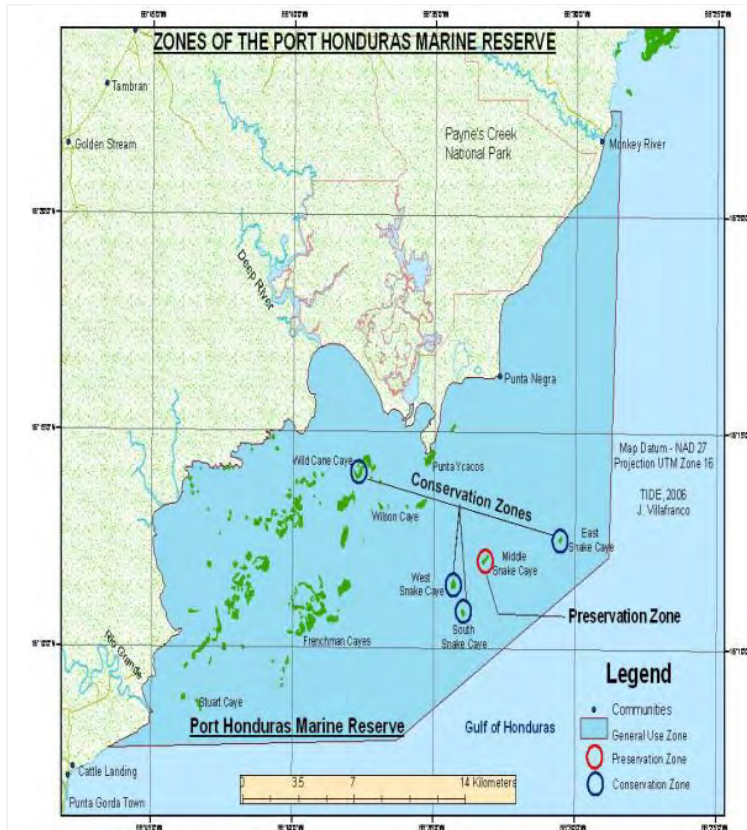 ZONES OF THE PORT HONDURAS MARINE RESERVE
Tambran
Golden Stream
Payne's Creek
National Park
Monkey River
Deep River
Punta Negra
Map Datum - NAD 27
Projection UTM Zone 16
TIDE, 2006
J. Villafranco
Wild Cane Caye
Punta Ycacos
Conservation Zones
Wilson Caye
East
Snake Caye
Middle
Snake Caye
West
Snake Caye
Preservation Zone
South
Snake Caye
Frenchman Cayes
Rio Grande
Stuart Caye
Port Honduras Marine Reserve
Gulf of Honduras
Legend
Communities
General Use Zone
Preservation Zone
Conservation Zone
Cattle Landing
Punta Gorda Town
0 3.5 7 14 Kilometers